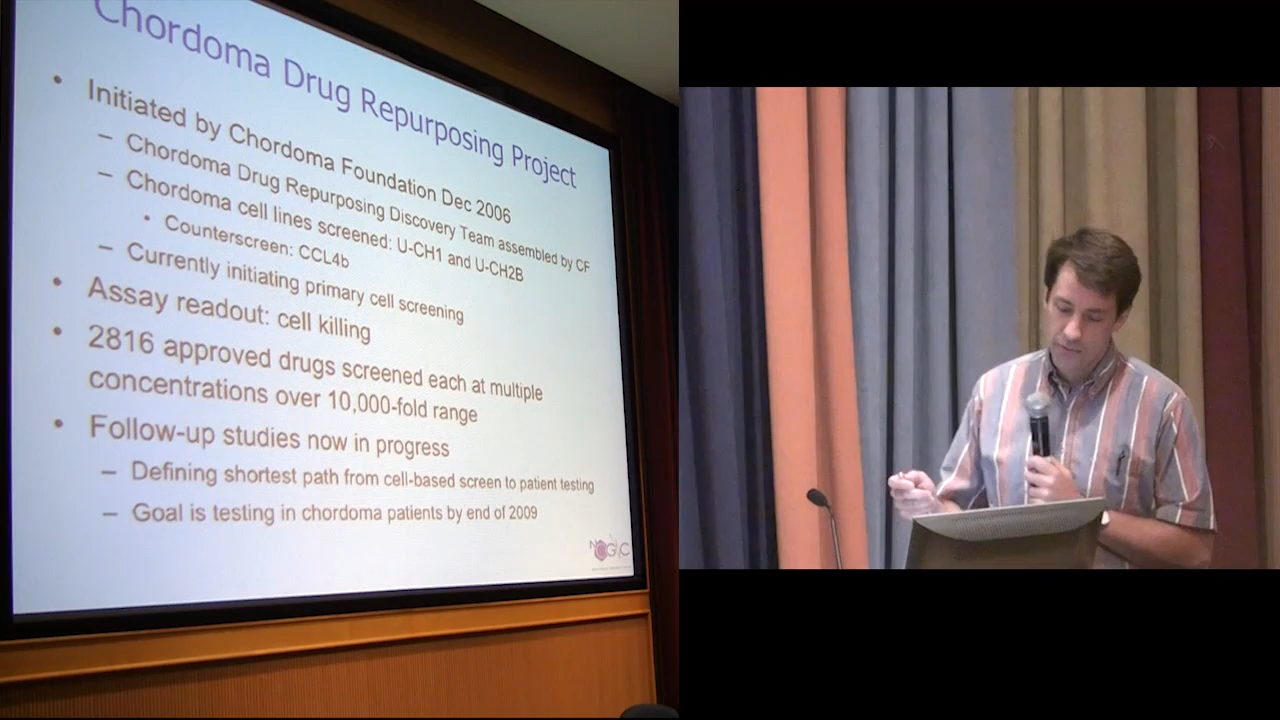 Chordoma Drug Repurposing Project
• Initiated by Chordoma Foundation Dec 2006
– Chordoma Drug Repurposing Discovery Team assembled by CF
– Chordoma cell lines screened: U-CH1 and U-CH2B
• Counterscreen: CCL4b
– Currently initiating primary cell screening
• Assay readout: cell killing
• 2816 approved drugs screened each at multiple
concentrations over 10,000-fold range
• Follow-up studies now in progress
– Defining shortest path from cell-based screen to patient testing
– Goal is testing in chordoma patients by end of 2009
NCGC